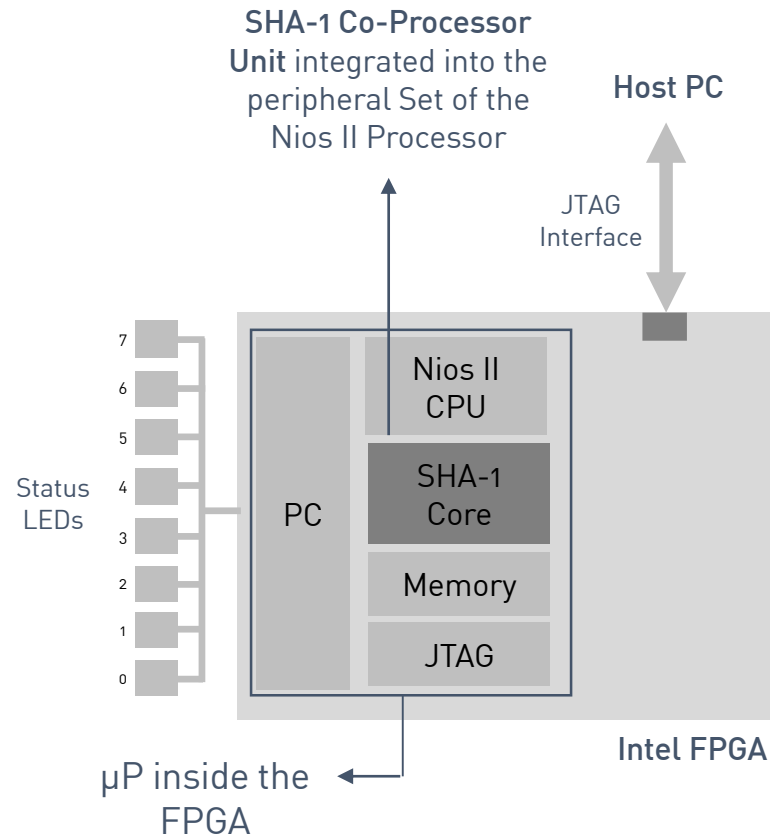 SHA-1 Co-Processor
Unit integrated into the
peripheral Set of the
Nios II Processor
Host PC
JTAG
Interface
7
6
5
4
3
2
1
0
Status
LEDs
PC
Nios II
CPU
SHA-1
Core
Memory
JTAG
Intel FPGA
µP inside the
FPGA